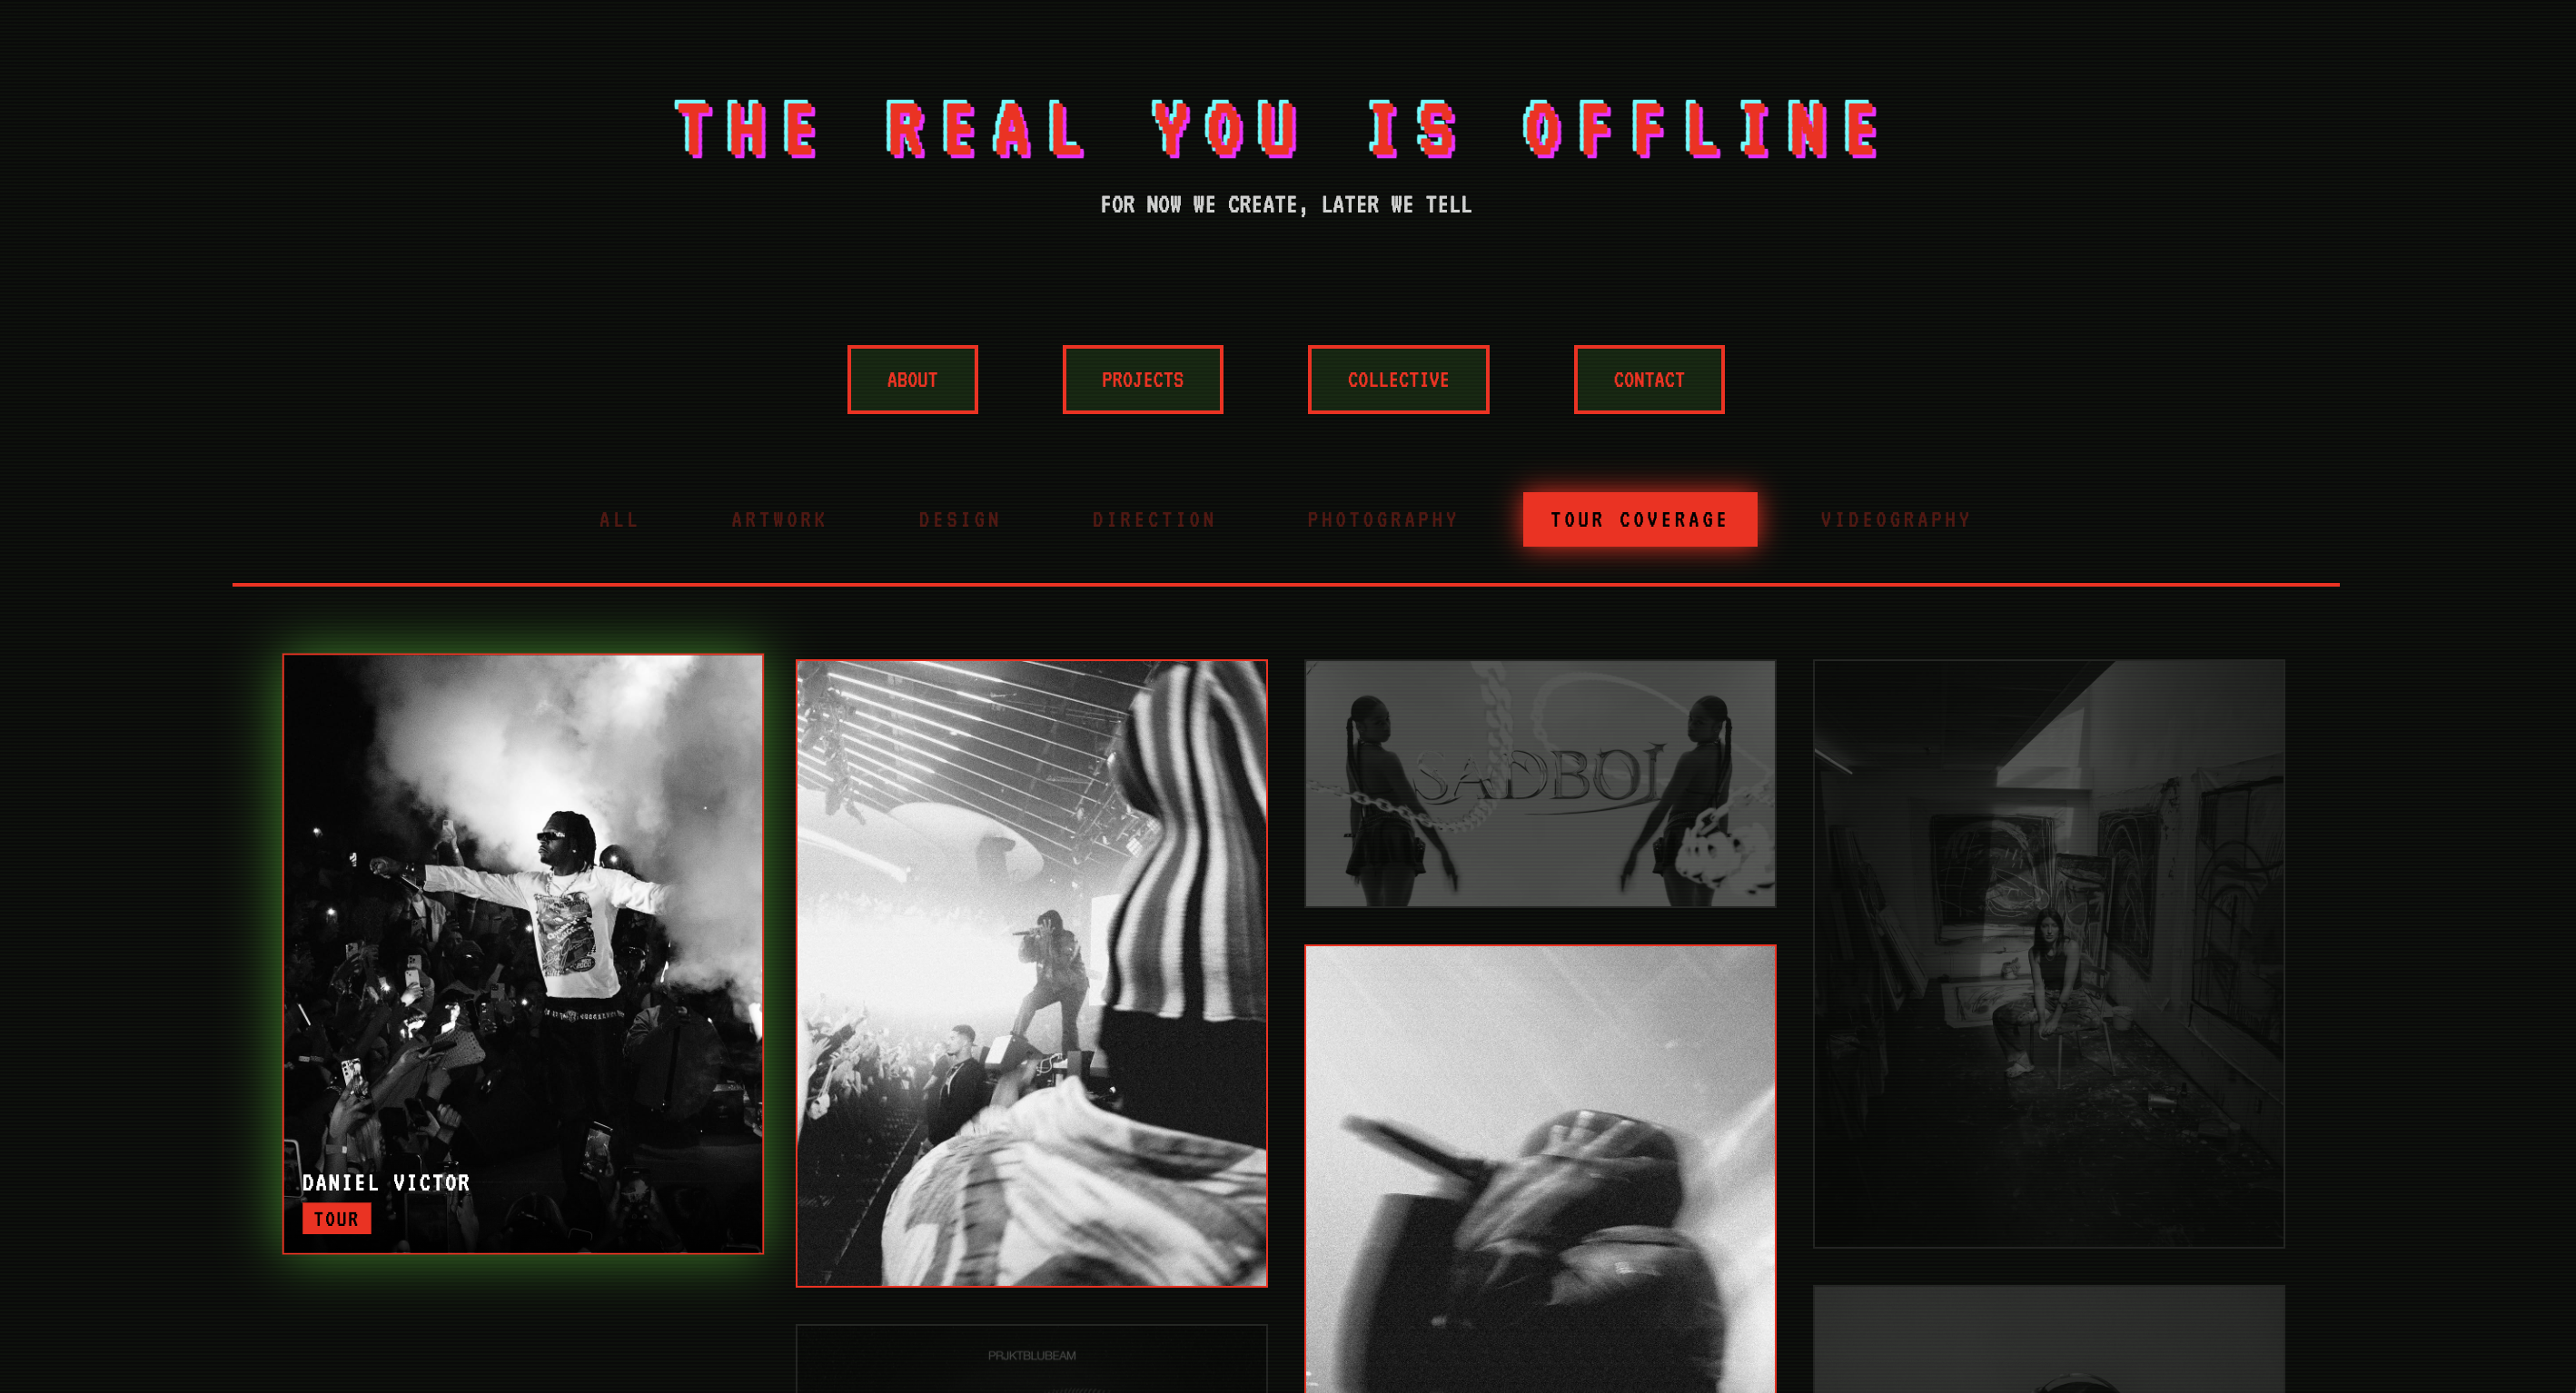 THE REAL YOU IS OFFLINE
FOR NOW WE CREATE, LATER WE TELL
ABOUT PROJECTS COLLECTIVE CONTACT
ALL ARTWORK DESIGN DIRECTION PHOTOGRAPHY TOUR COVERAGE VIDEOGRAPHY
SADBOI
DANIEL VICTOR
TOUR
PRJKTBLUBEAM